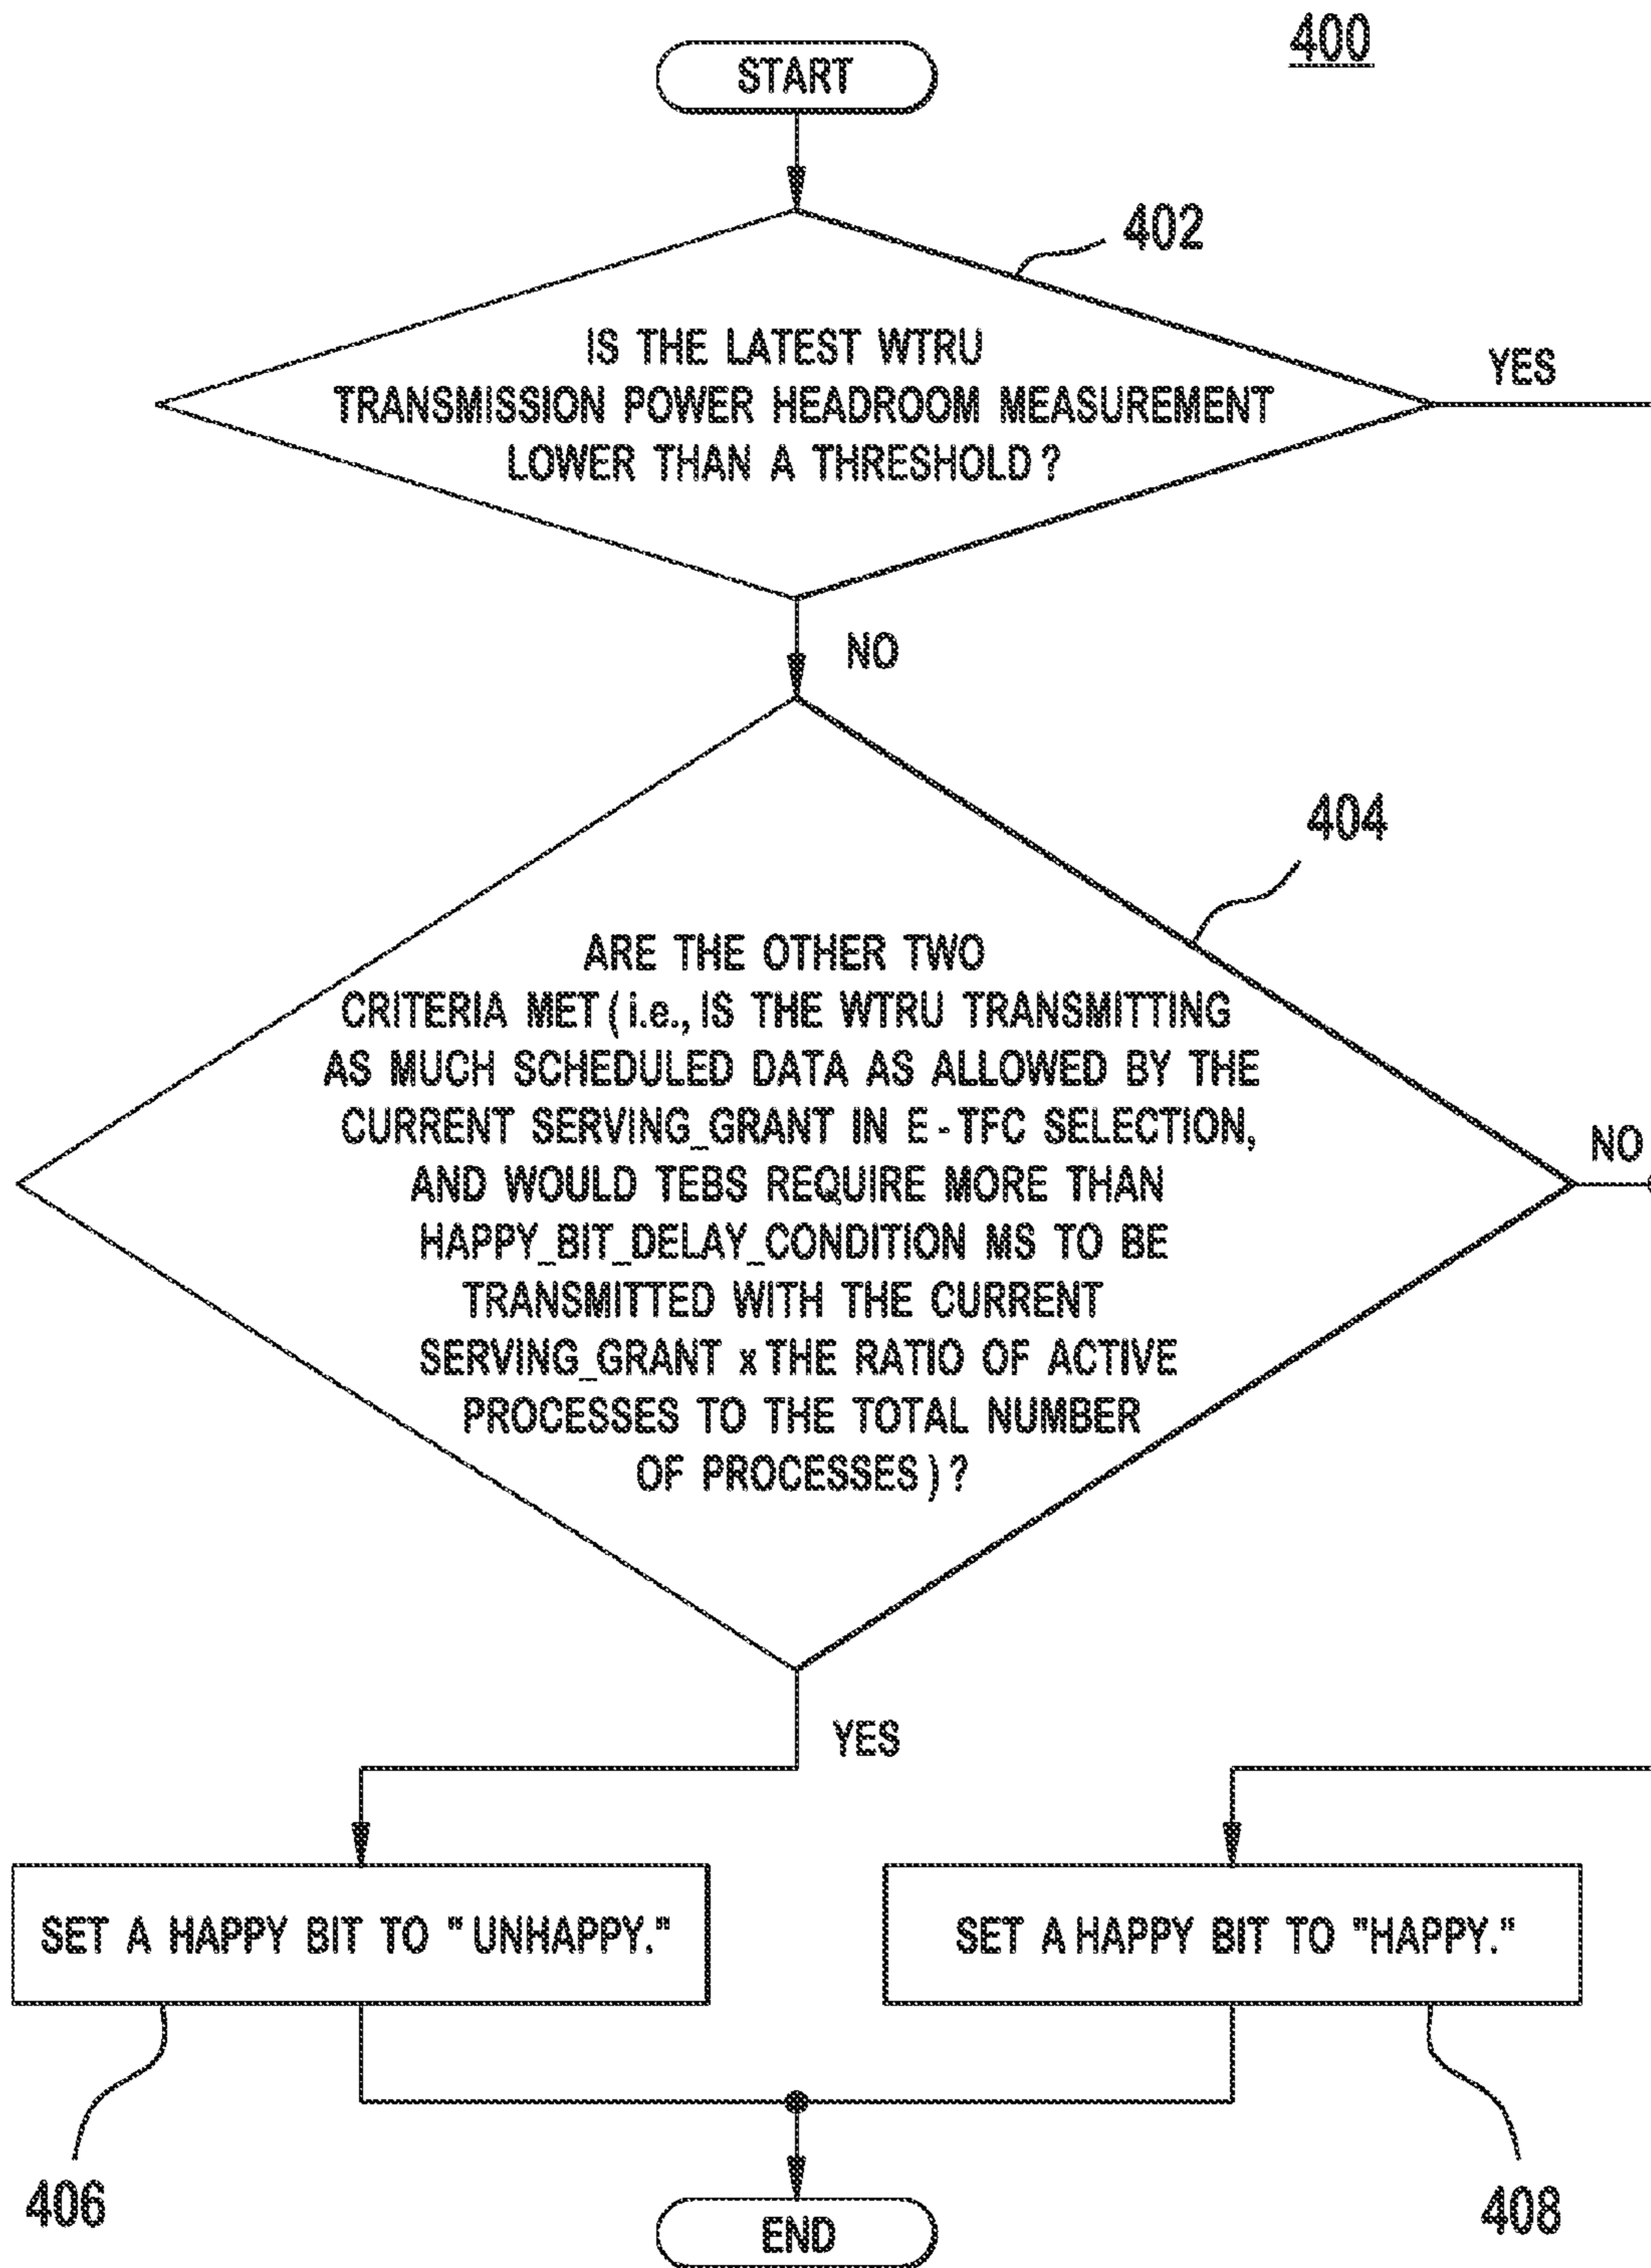 400
START
402
IS THE LATEST WTRU
TRANSMISSION POWER HEADROOM MEASUREMENT
LOWER THAN A THRESHOLD?
YES
NO
404
ARE THE OTHER TWO
CRITERIA MET (i.e., IS THE WTRU TRANSMITTING
AS MUCH SCHEDULED DATA AS ALLOWED BY THE
CURRENT SERVING_GRANT IN E-TFC SELECTION,
AND WOULD TEBS REQUIRE MORE THAN
HAPPY_BIT_DELAY_CONDITION MS TO BE
TRANSMITTED WITH THE CURRENT
SERVING_GRANT x THE RATIO OF ACTIVE
PROCESSES TO THE TOTAL NUMBER
OF PROCESSES)?
NO
YES
SET A HAPPY BIT TO "UNHAPPY."
SET A HAPPY BIT TO "HAPPY."
406
408
END